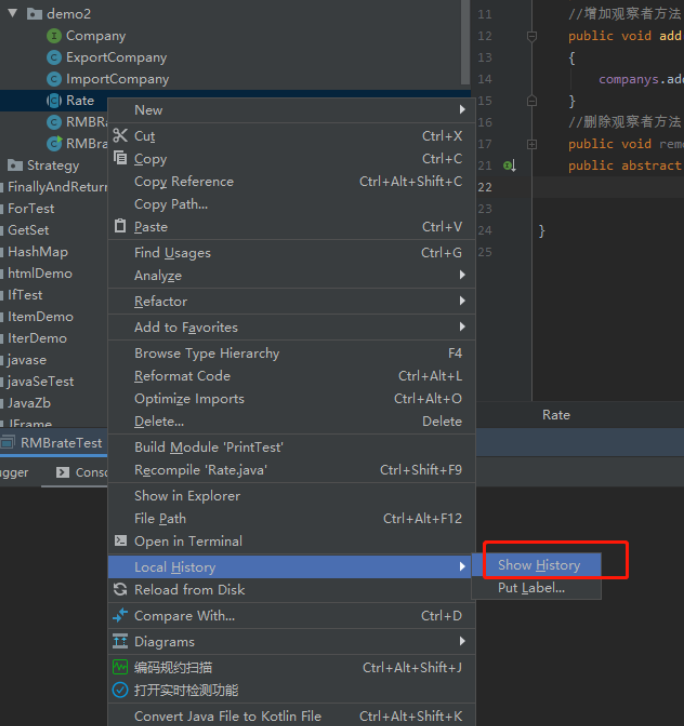 demo2
Company
ExportCompany
ImportCompany
Rate
RMBRa
RMBra
Strategy
FinallyAndReturn
ForTest
GetSet
HashMap
htmlDemo
IfTest
ItemDemo
IterDemo
javase
javaSeTest
JavaZb
JFrame
RMBrateTest
gger
Conso
New
Cut Ctrl+X
Copy Ctrl+C
Copy Reference Ctrl+Alt+Shift+C
Copy Path...
Paste Ctrl+V
Find Usages Ctrl+G
Analyze
Refactor
Add to Favorites
Browse Type Hierarchy F4
Reformat Code Ctrl+Alt+L
Optimize Imports Ctrl+Alt+O
Delete... Delete
Build Module 'PrintTest'
Recompile 'Rate.java' Ctrl+Shift+F9
Show in Explorer
File Path Ctrl+Alt+F12
Open in Terminal
Local History
Reload from Disk
Compare With... Ctrl+D
Diagrams
编码规约扫描 Ctrl+Alt+Shift+J
打开实时检测功能
Convert Java File to Kotlin File Ctrl+Alt+Shift+K
Show History
Put Label...
11 //增加观察者方法
12 public void add
13 {
14 companys.add
15 }
16 //删除观察者方法
17 public void remo
21 public abstract
22
23
24 }
25
Rate